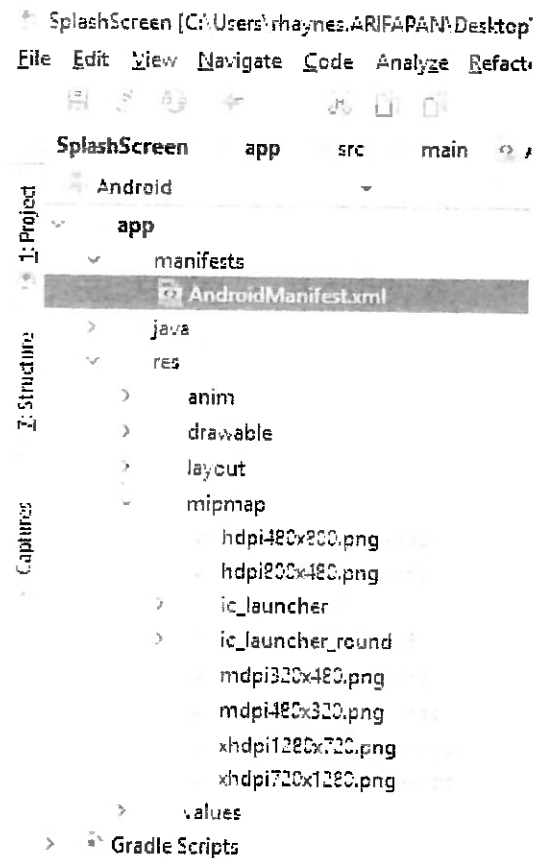 SplashScreen [C:\Users\rhaynes.ARIFAPAN\Desktop
File Edit View Navigate Code Analyze Refact
SplashScreen app src main
Android
1: Project
app
manifests
AndroidManifest.xml
java
res
7: Structure
anim
drawable
layout
mipmap
Captures
hdpi480x800.png
hdpi800x480.png
ic_launcher
ic_launcher_round
mdpi320x480.png
mdpi480x320.png
xhdpi1280x720.png
xhdpi720x1280.png
values
Gradle Scripts